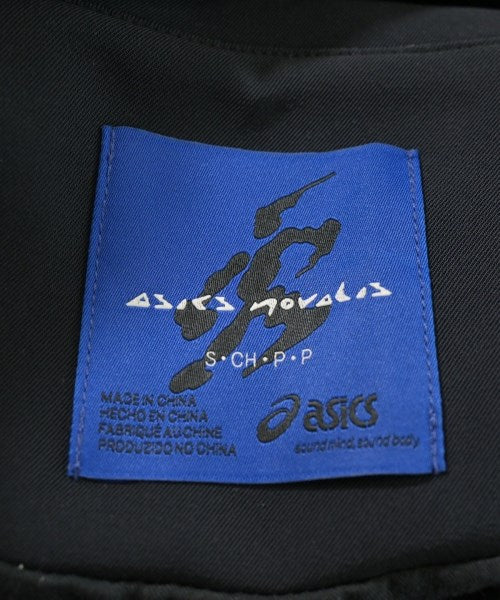 asics novalis
S•CH•P•P
MADE IN CHINA
HECHO EN CHINA
FABRIQUÉ AU CHINE
PRODUZIDO NO CHINA
asics
sound mind, sound body